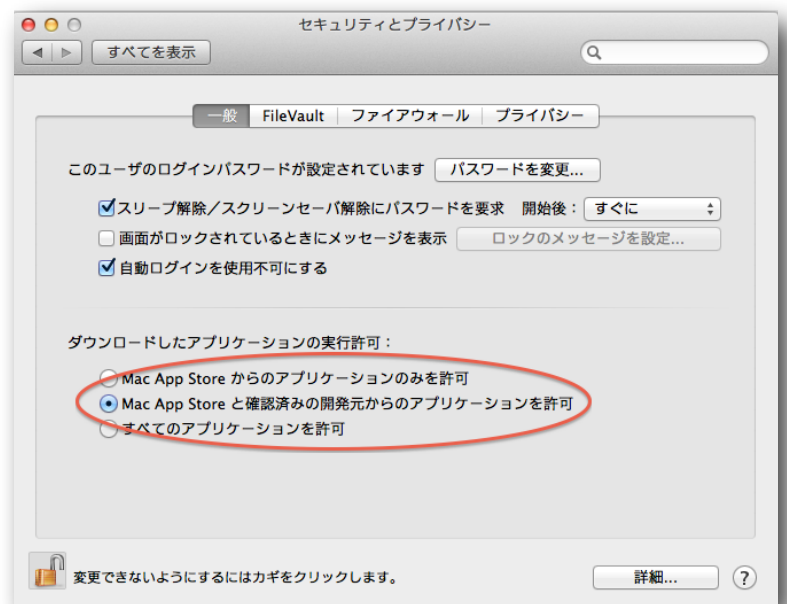 セキュリティとプライバシー
すべてを表示
一般 FileVault ファイアウォール プライバシー
このユーザのログインパスワードが設定されています パスワードを変更...
スリープ解除／スクリーンセーバ解除にパスワードを要求 開始後： すぐに
画面がロックされているときにメッセージを表示 ロックのメッセージを設定...
自動ログインを使用不可にする
ダウンロードしたアプリケーションの実行許可：
Mac App Store からのアプリケーションのみを許可
Mac App Store と確認済みの開発元からのアプリケーションを許可
すべてのアプリケーションを許可
変更できないようにするにはカギをクリックします。 詳細... ?